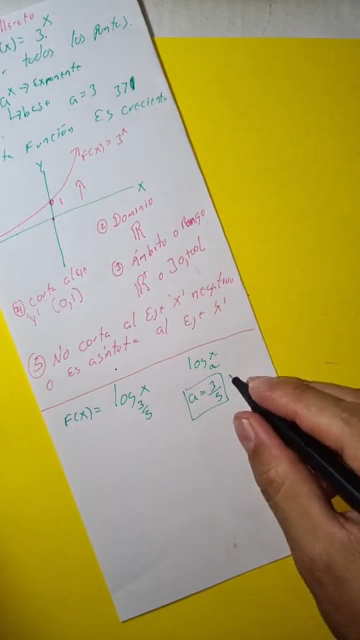 (x) = 3^x
todos los puntos.
a^x → Exponente
↳ base a = 3 3>1
Función Es creciente
Y
F(x) = 3^x
1
X
② Dominio
ℝ
③ Ámbito o Rango
ℝ⁺ o ]0,+∞[
④ corta al eje
'Y' (0,1)
⑤ No corta al Eje 'x' negativo
o Es asíntota al Eje 'x'
F(x) = log_{3/5} x
log_a x
a = 3/5